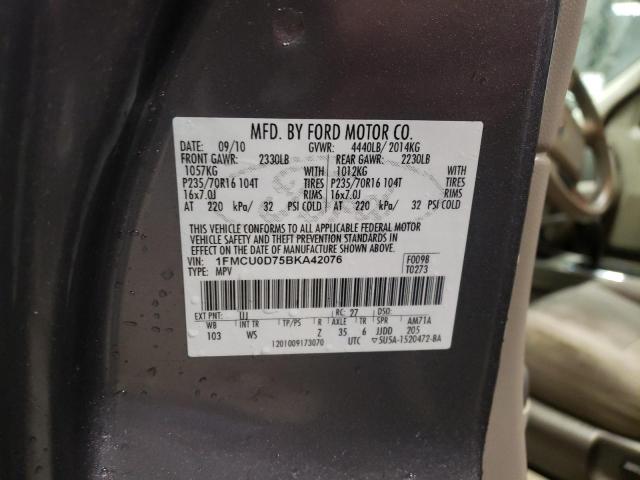 MFD. BY FORD MOTOR CO.
DATE: 09/10 GVWR: 4440LB/ 2014KG
FRONT GAWR: 2330LB REAR GAWR: 2230LB
1057KG 1012KG
P235/70R16 104T TIRES P235/70R16 104T
16x7.0J RIMS 16x7.0J TIRES RIMS
AT 220 kPa/ 32 PSI COLD AT 220 kPa/ 32 PSI COLD
THIS VEHICLE CONFORMS TO ALL APPLICABLE FEDERAL MOTOR
VEHICLE SAFETY AND BUMPER STANDARDS IN
EFFECT ON THE DATE OF MANUFACTURE SHOWN ABOVE.
VIN: 1FMCU0D75BKA42076 F0098
TYPE: MPV T0273
EXT PNT: UJ RC: 27 DSO:
WB INT TR TP/PS R AXLE TR SPR AM71A
103 WS Z 35 6 JJDD 205
1201009173070 UTC ▽5U5A-1520472-BA